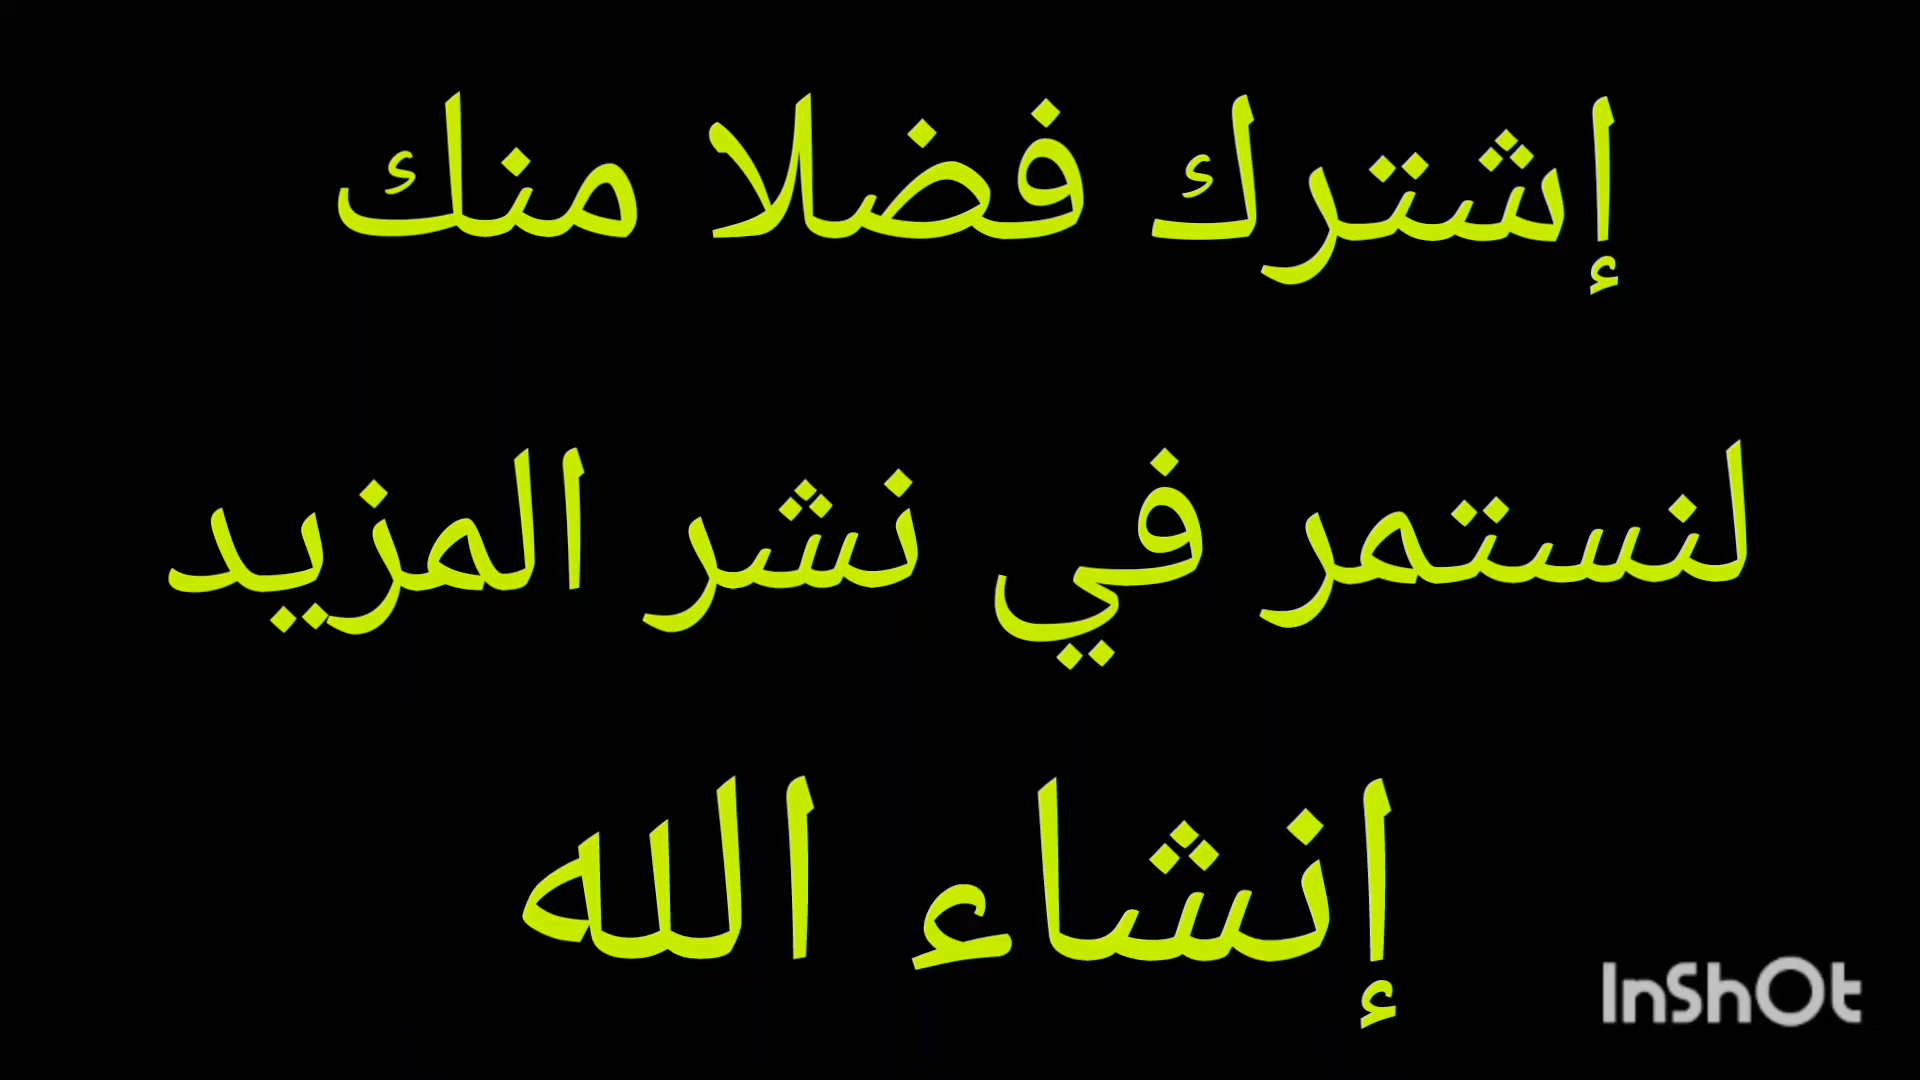 إشترك فضلا منك
لنستمر في نشر المزيد
إنشاء الله
InShOt